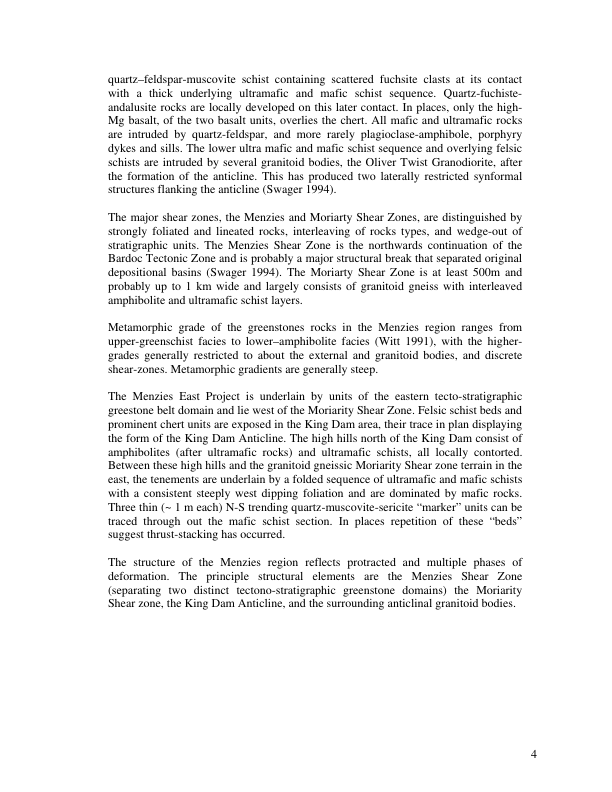 quartz–feldspar-muscovite schist containing scattered fuchsite clasts at its contact
with a thick underlying ultramafic and mafic schist sequence. Quartz-fuchiste-
andalusite rocks are locally developed on this later contact. In places, only the high-
Mg basalt, of the two basalt units, overlies the chert. All mafic and ultramafic rocks
are intruded by quartz-feldspar, and more rarely plagioclase-amphibole, porphyry
dykes and sills. The lower ultra mafic and mafic schist sequence and overlying felsic
schists are intruded by several granitoid bodies, the Oliver Twist Granodiorite, after
the formation of the anticline. This has produced two laterally restricted synformal
structures flanking the anticline (Swager 1994).
The major shear zones, the Menzies and Moriarty Shear Zones, are distinguished by
strongly foliated and lineated rocks, interleaving of rocks types, and wedge-out of
stratigraphic units. The Menzies Shear Zone is the northwards continuation of the
Bardoc Tectonic Zone and is probably a major structural break that separated original
depositional basins (Swager 1994). The Moriarty Shear Zone is at least 500m and
probably up to 1 km wide and largely consists of granitoid gneiss with interleaved
amphibolite and ultramafic schist layers.
Metamorphic grade of the greenstones rocks in the Menzies region ranges from
upper-greenschist facies to lower–amphibolite facies (Witt 1991), with the higher-
grades generally restricted to about the external and granitoid bodies, and discrete
shear-zones. Metamorphic gradients are generally steep.
The Menzies East Project is underlain by units of the eastern tecto-stratigraphic
greestone belt domain and lie west of the Moriarity Shear Zone. Felsic schist beds and
prominent chert units are exposed in the King Dam area, their trace in plan displaying
the form of the King Dam Anticline. The high hills north of the King Dam consist of
amphibolites (after ultramafic rocks) and ultramafic schists, all locally contorted.
Between these high hills and the granitoid gneissic Moriarity Shear zone terrain in the
east, the tenements are underlain by a folded sequence of ultramafic and mafic schists
with a consistent steeply west dipping foliation and are dominated by mafic rocks.
Three thin (~ 1 m each) N-S trending quartz-muscovite-sericite “marker” units can be
traced through out the mafic schist section. In places repetition of these “beds”
suggest thrust-stacking has occurred.
The structure of the Menzies region reflects protracted and multiple phases of
deformation. The principle structural elements are the Menzies Shear Zone
(separating two distinct tectono-stratigraphic greenstone domains) the Moriarity
Shear zone, the King Dam Anticline, and the surrounding anticlinal granitoid bodies.
4